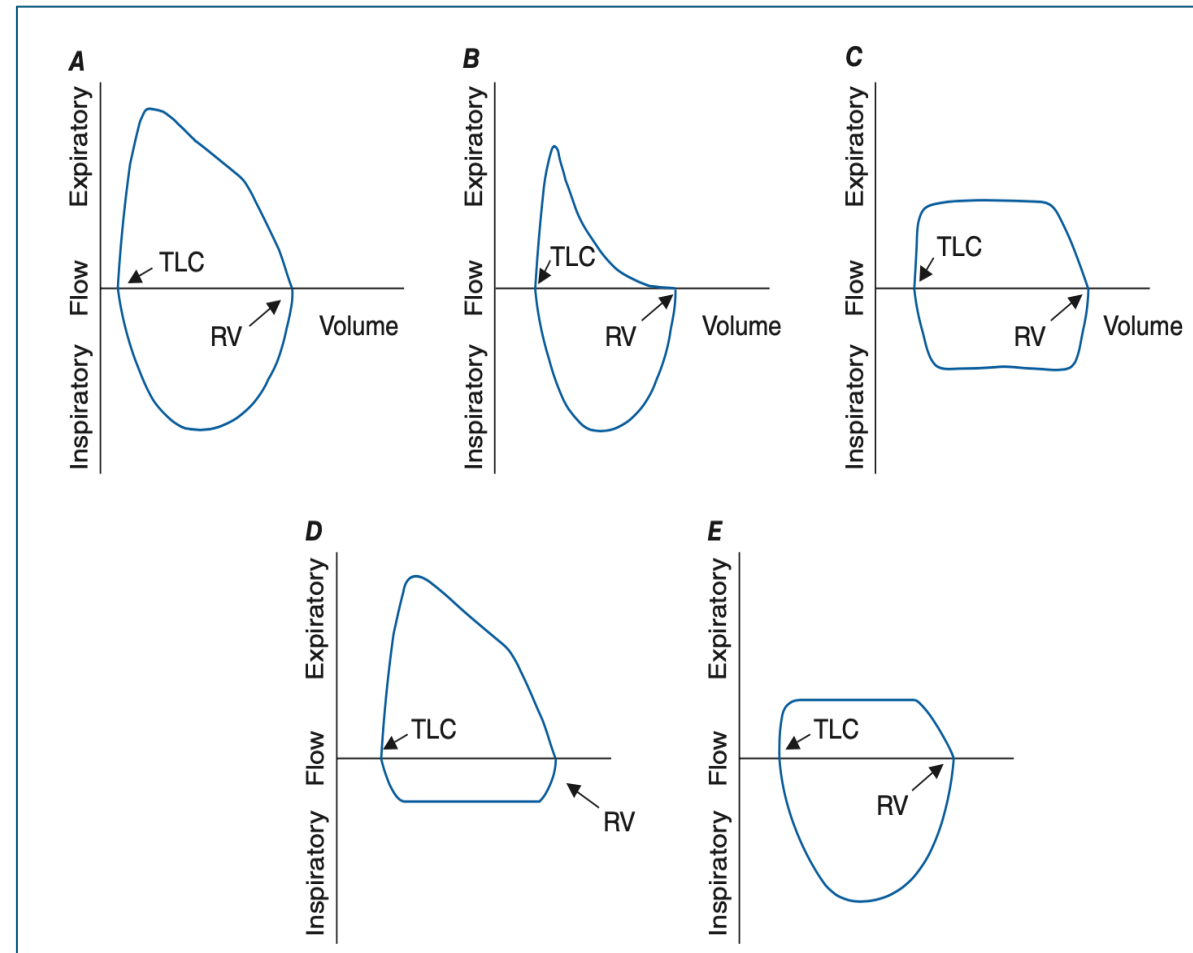 A
Expiratory
Flow
Inspiratory
TLC
RV
Volume
B
Expiratory
Flow
Inspiratory
TLC
RV
Volume
C
Expiratory
Flow
Inspiratory
TLC
RV
Volume
D
Expiratory
Flow
Inspiratory
TLC
RV
E
Expiratory
Flow
Inspiratory
TLC
RV